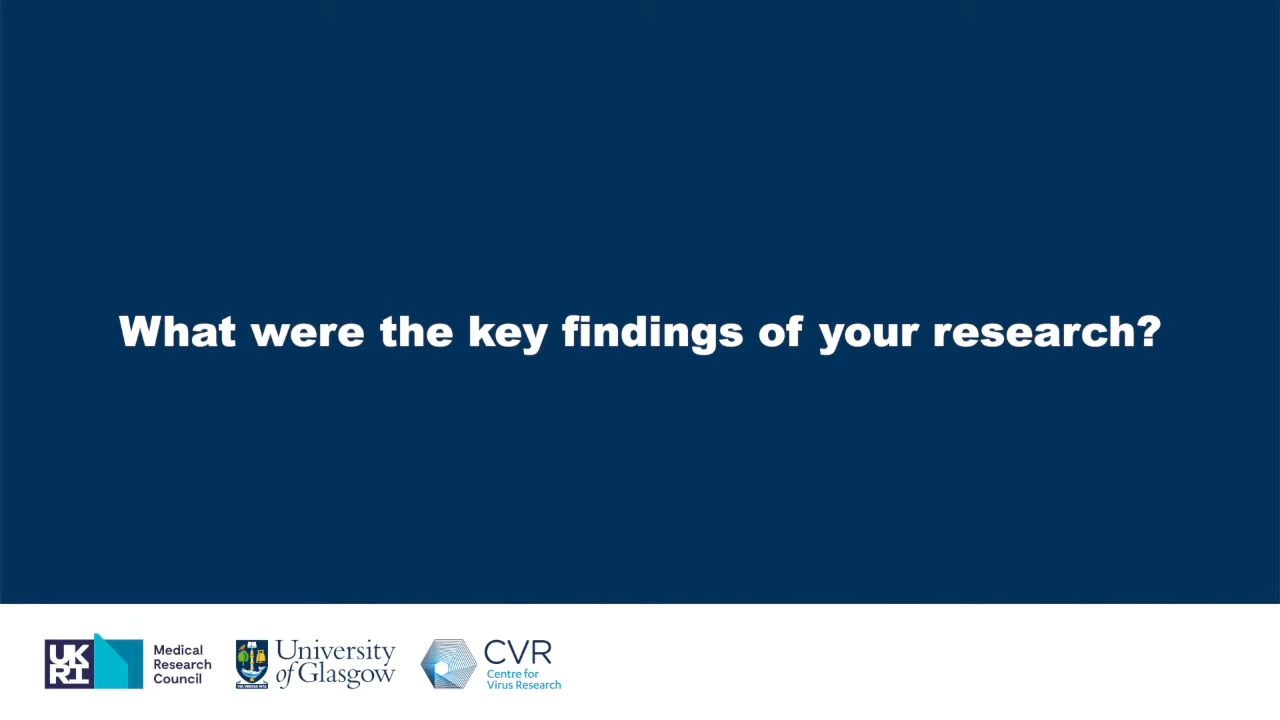 What were the key findings of your research?
UK
RI
Medical
Research
Council
University
of Glasgow
CVR
Centre for
Virus Research